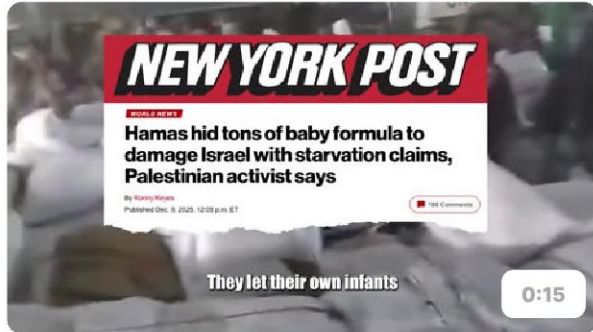 NEW YORK POST
WORLD NEWS
Hamas hid tons of baby formula to
damage Israel with starvation claims,
Palestinian activist says
By Ronny Reyes
Published Dec. 9, 2025, 12:05 p.m. ET
Comments
They let their own infants
0:15